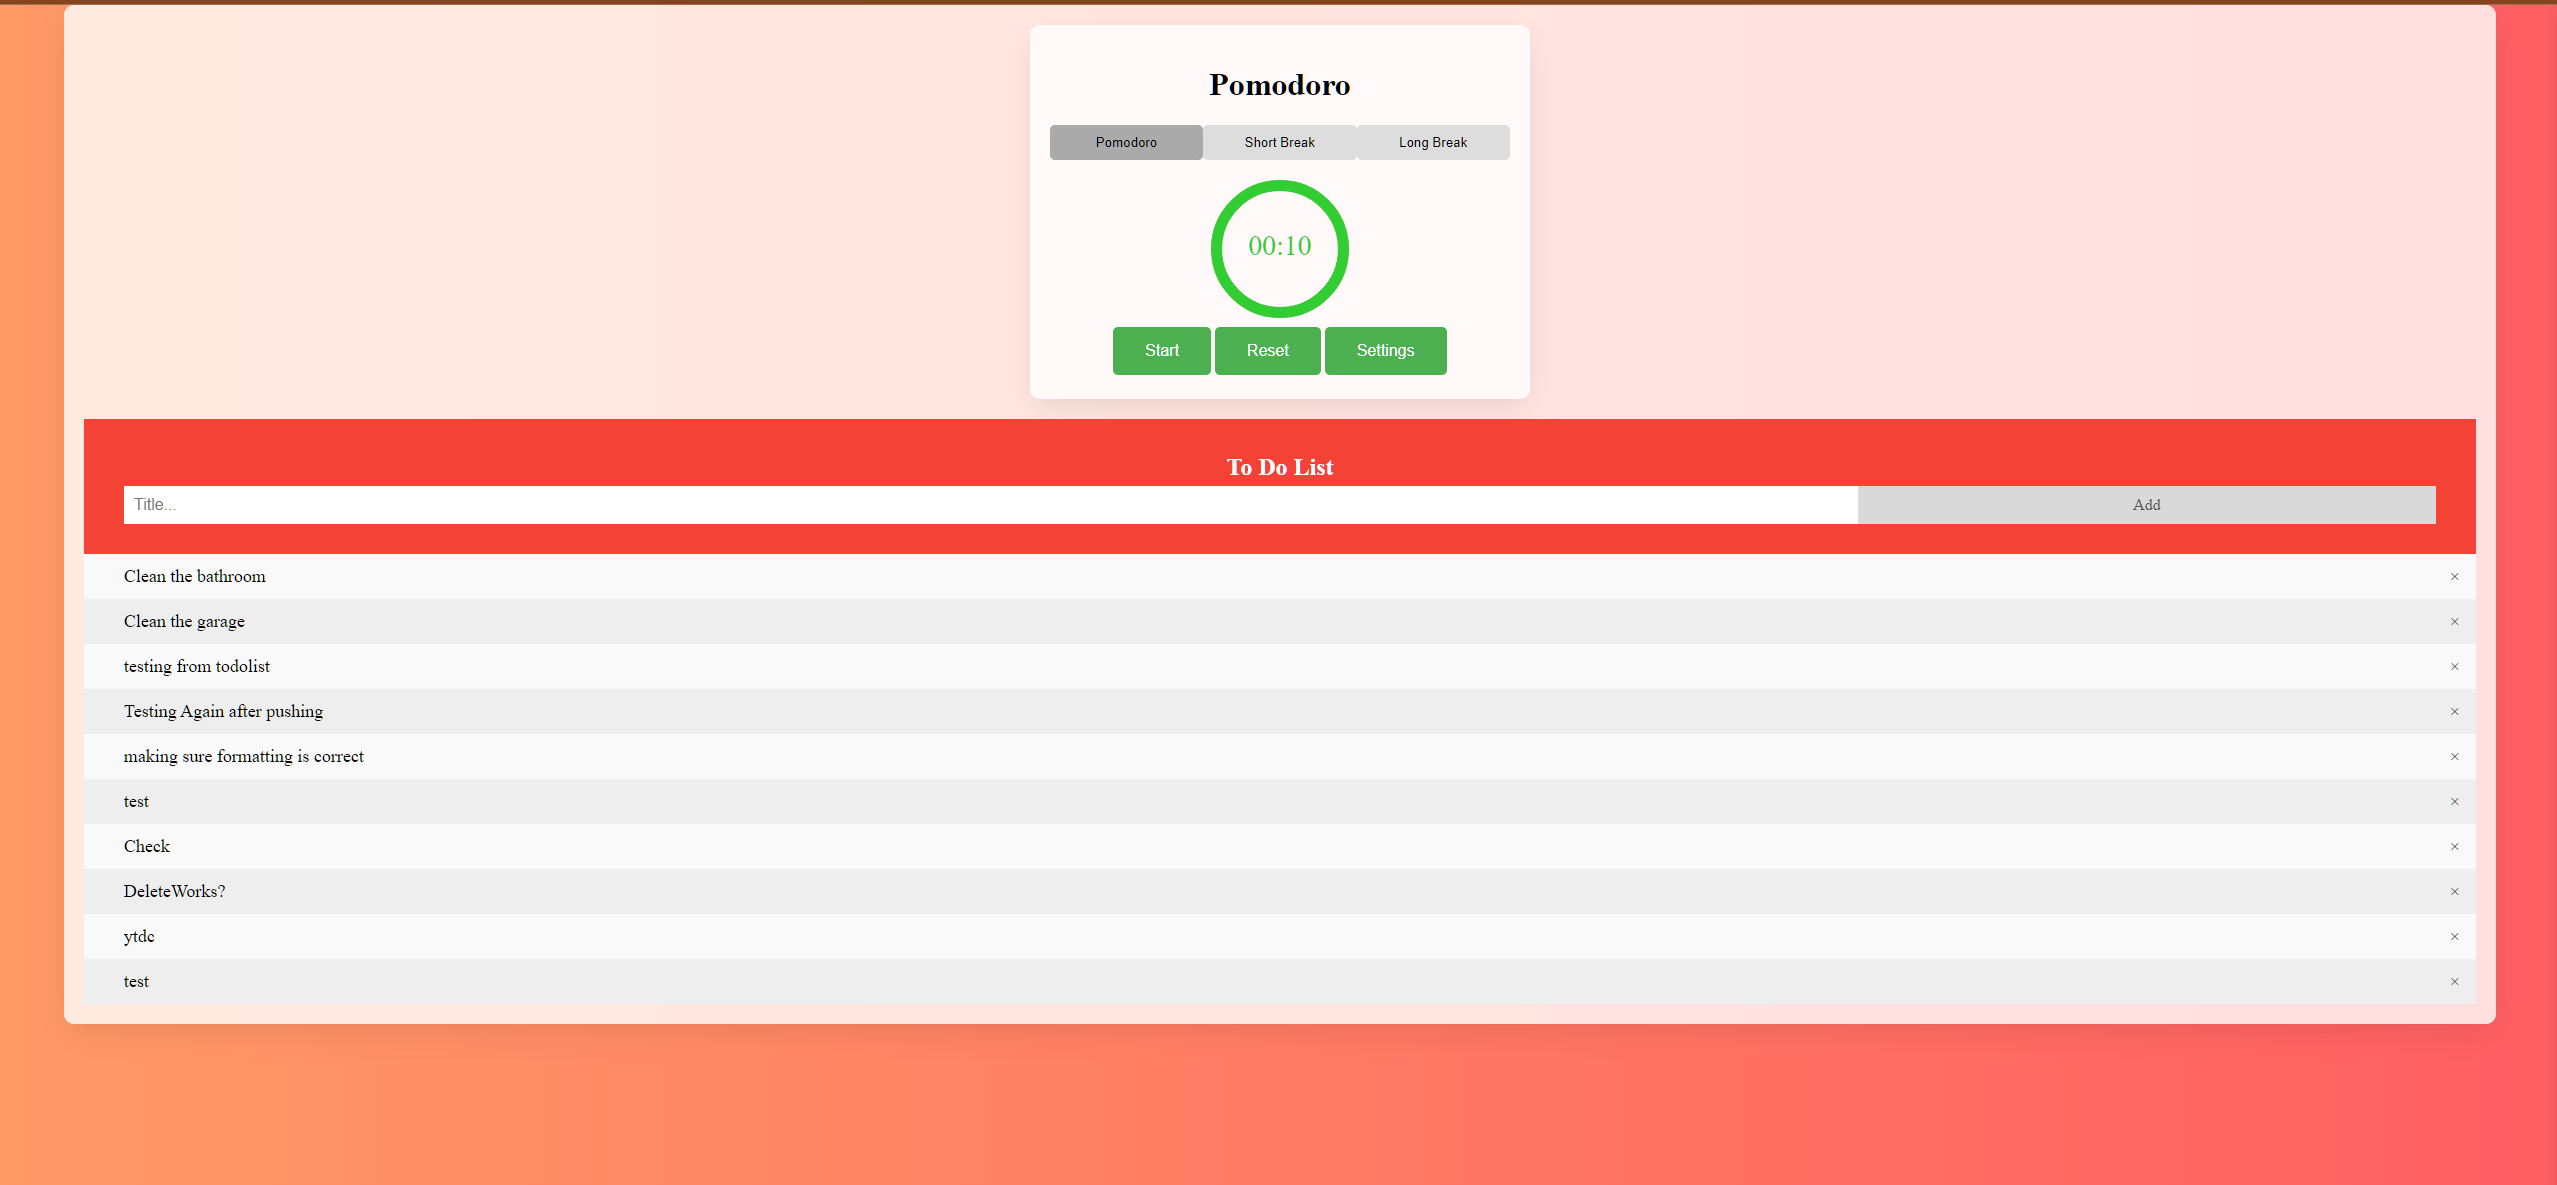 Pomodoro
Pomodoro Short Break Long Break
00:10
Start Reset Settings
To Do List
Title... Add
Clean the bathroom ×
Clean the garage ×
testing from todolist ×
Testing Again after pushing ×
making sure formatting is correct ×
test ×
Check ×
DeleteWorks? ×
ytdc ×
test ×